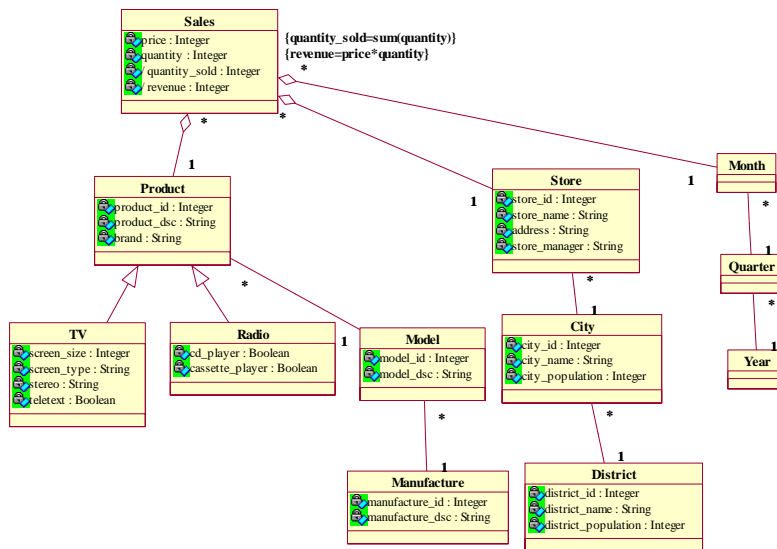 Sales
price : Integer
quantity : Integer
/ quantity_sold : Integer
/ revenue : Integer
{quantity_sold=sum(quantity)}
{revenue=price*quantity}
*
*
*
1
1
1
Product
product_id : Integer
product_dsc : String
brand : String
Store
store_id : Integer
store_name : String
address : String
store_manager : String
Month
*
1
Quarter
*
1
Year
*
1
*
1
TV
screen_size : Integer
screen_type : String
stereo : String
teletext : Boolean
Radio
cd_player : Boolean
cassette_player : Boolean
Model
model_id : Integer
model_dsc : String
City
city_id : Integer
city_name : String
city_population : Integer
*
1
*
1
Manufacture
manufacture_id : Integer
manufacture_dsc : String
District
district_id : Integer
district_name : String
district_population : Integer